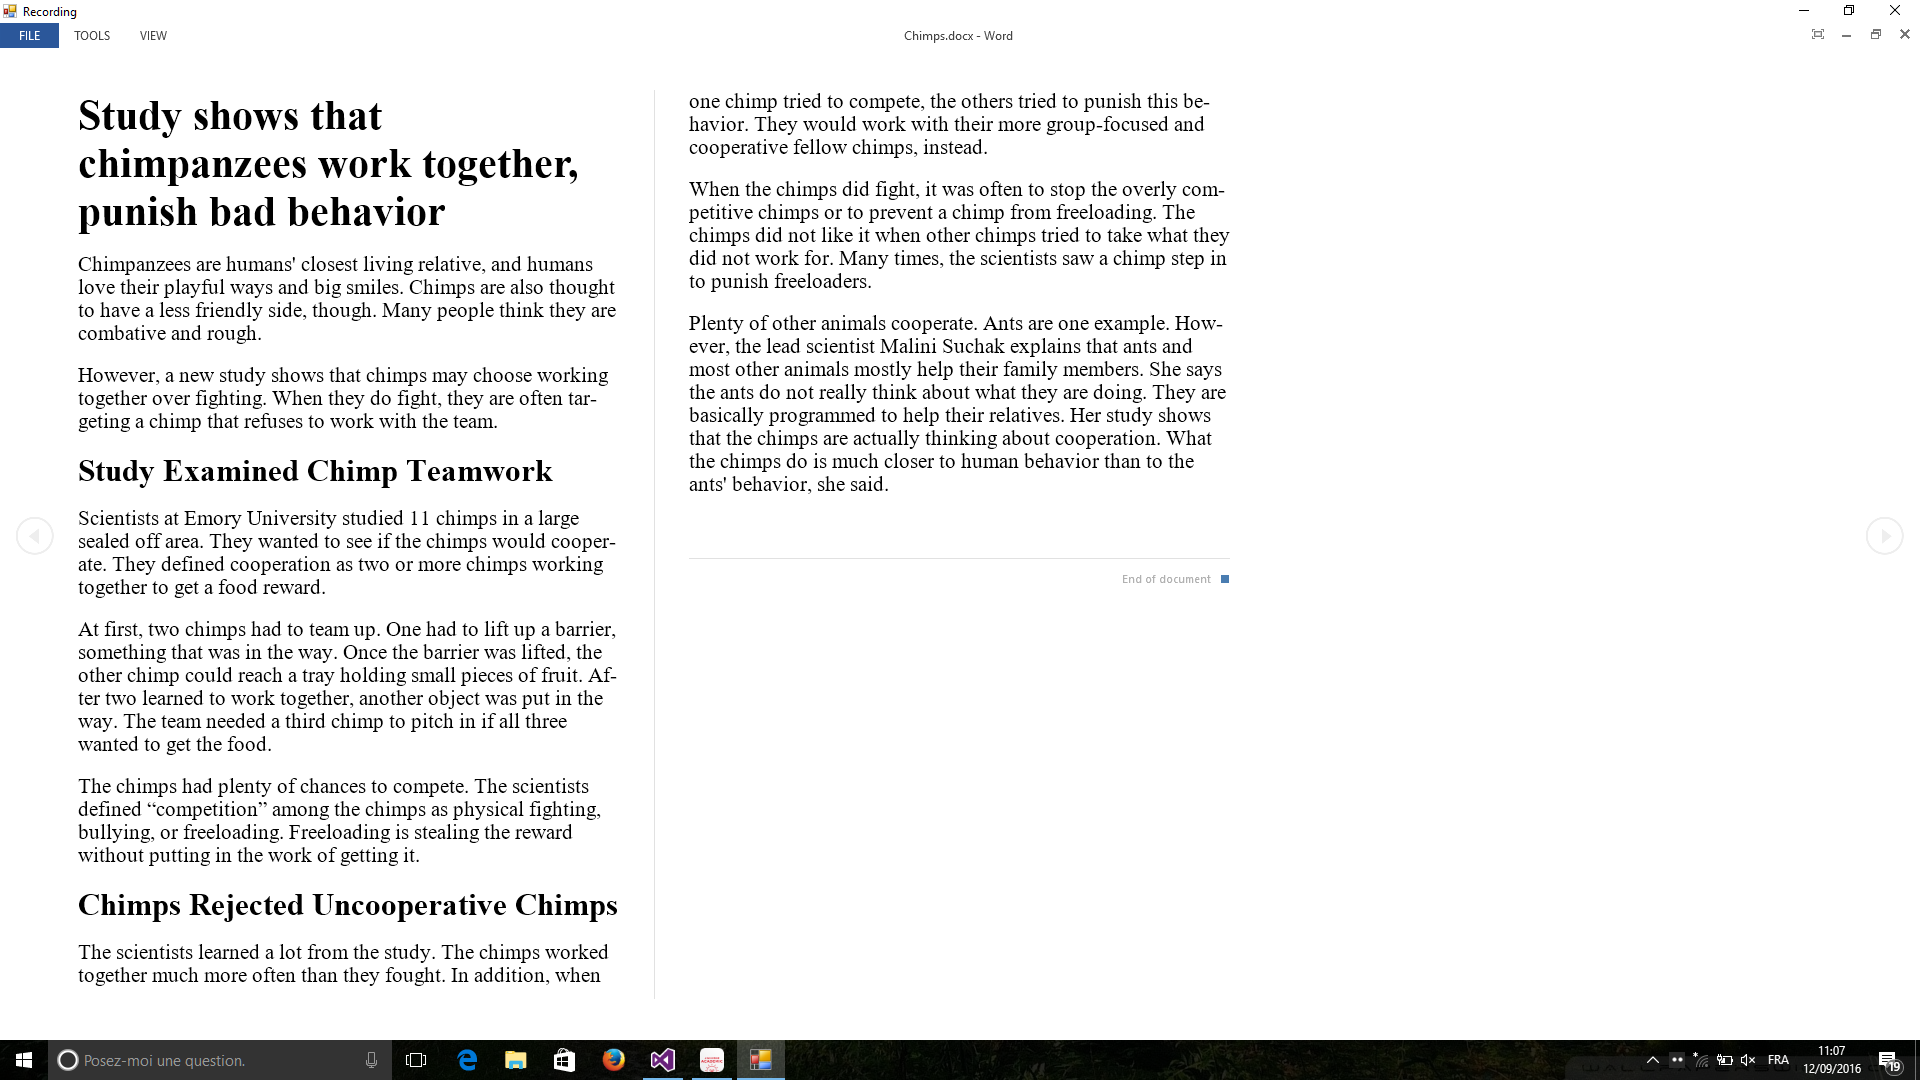 Recording
FILE TOOLS VIEW
Chimps.docx - Word
Study shows that
chimpanzees work together,
punish bad behavior
Chimpanzees are humans' closest living relative, and humans
love their playful ways and big smiles. Chimps are also thought
to have a less friendly side, though. Many people think they are
combative and rough.
However, a new study shows that chimps may choose working
together over fighting. When they do fight, they are often tar-
geting a chimp that refuses to work with the team.
Study Examined Chimp Teamwork
Scientists at Emory University studied 11 chimps in a large
sealed off area. They wanted to see if the chimps would cooper-
ate. They defined cooperation as two or more chimps working
together to get a food reward.
At first, two chimps had to team up. One had to lift up a barrier,
something that was in the way. Once the barrier was lifted, the
other chimp could reach a tray holding small pieces of fruit. Af-
ter two learned to work together, another object was put in the
way. The team needed a third chimp to pitch in if all three
wanted to get the food.
The chimps had plenty of chances to compete. The scientists
defined “competition” among the chimps as physical fighting,
bullying, or freeloading. Freeloading is stealing the reward
without putting in the work of getting it.
Chimps Rejected Uncooperative Chimps
The scientists learned a lot from the study. The chimps worked
together much more often than they fought. In addition, when
one chimp tried to compete, the others tried to punish this be-
havior. They would work with their more group-focused and
cooperative fellow chimps, instead.
When the chimps did fight, it was often to stop the overly com-
petitive chimps or to prevent a chimp from freeloading. The
chimps did not like it when other chimps tried to take what they
did not work for. Many times, the scientists saw a chimp step in
to punish freeloaders.
Plenty of other animals cooperate. Ants are one example. How-
ever, the lead scientist Malini Suchak explains that ants and
most other animals mostly help their family members. She says
the ants do not really think about what they are doing. They are
basically programmed to help their relatives. Her study shows
that the chimps are actually thinking about cooperation. What
the chimps do is much closer to human behavior than to the
ants' behavior, she said.
End of document
Posez-moi une question.
FRA
11:07
12/09/2016
19